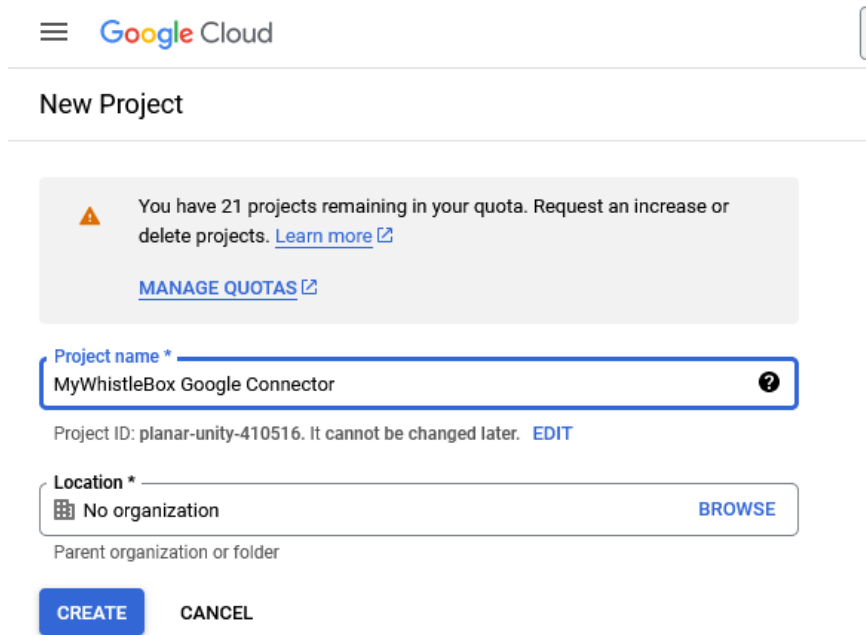 Google Cloud
New Project
You have 21 projects remaining in your quota. Request an increase or
delete projects. Learn more
MANAGE QUOTAS
Project name *
MyWhistleBox Google Connector
?
Project ID: planar-unity-410516. It cannot be changed later. EDIT
Location *
No organization BROWSE
Parent organization or folder
CREATE CANCEL